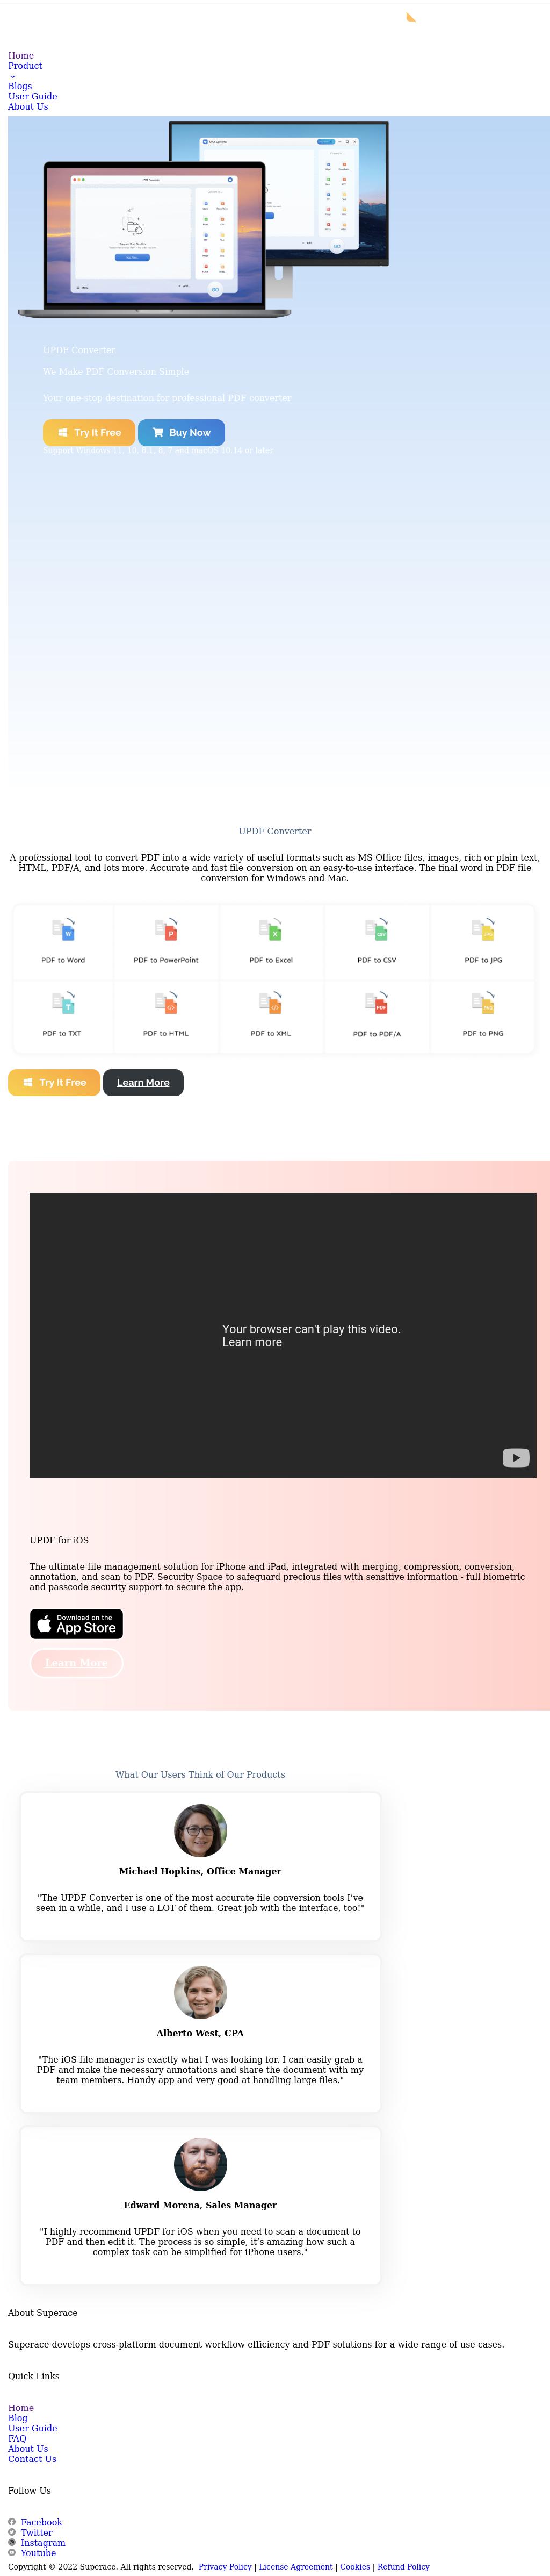 Home
Product
Blogs
User Guide
About Us
UPDF Converter
We Make PDF Conversion Simple
Your one-stop destination for professional PDF converter
Try It Free
Buy Now
Support Windows 11, 10, 8.1, 8, 7 and macOS 10.14 or later
UPDF Converter
A professional tool to convert PDF into a wide variety of useful formats such as MS Office files, images, rich or plain text,
HTML, PDF/A, and lots more. Accurate and fast file conversion on an easy-to-use interface. The final word in PDF file
conversion for Windows and Mac.
PDF to Word
PDF to PowerPoint
PDF to Excel
PDF to CSV
PDF to JPG
PDF to TXT
PDF to HTML
PDF to XML
PDF to PDF/A
PDF to PNG
Try It Free
Learn More
Your browser can't play this video.
Learn more
UPDF for iOS
The ultimate file management solution for iPhone and iPad, integrated with merging, compression, conversion,
annotation, and scan to PDF. Security Space to safeguard precious files with sensitive information - full biometric
and passcode security support to secure the app.
Download on the
App Store
Learn More
What Our Users Think of Our Products
Michael Hopkins, Office Manager
"The UPDF Converter is one of the most accurate file conversion tools I’ve
seen in a while, and I use a LOT of them. Great job with the interface, too!"
Alberto West, CPA
"The iOS file manager is exactly what I was looking for. I can easily grab a
PDF and make the necessary annotations and share the document with my
team members. Handy app and very good at handling large files."
Edward Morena, Sales Manager
"I highly recommend UPDF for iOS when you need to scan a document to
PDF and then edit it. The process is so simple, it’s amazing how such a
complex task can be simplified for iPhone users."
About Superace
Superace develops cross-platform document workflow efficiency and PDF solutions for a wide range of use cases.
Quick Links
Home
Blog
User Guide
FAQ
About Us
Contact Us
Follow Us
Facebook
Twitter
Instagram
Youtube
Copyright © 2022 Superace. All rights reserved. Privacy Policy | License Agreement | Cookies | Refund Policy